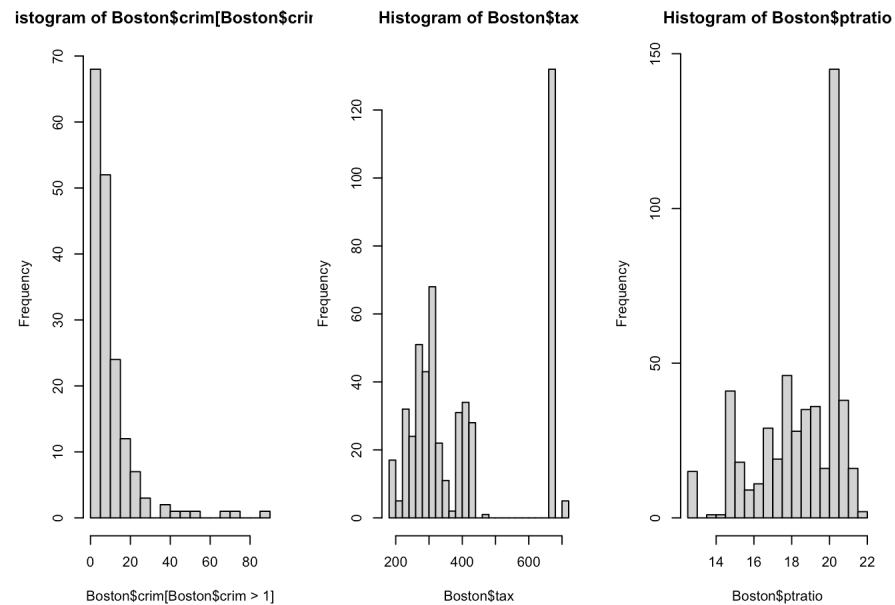 istogram of Boston$crim[Boston$crin
Frequency
0 10 20 30 40 50 60 70
0 20 40 60 80
Boston$crim[Boston$crim > 1]
Histogram of Boston$tax
Frequency
0 20 40 60 80 100 120
200 400 600
Boston$tax
Histogram of Boston$ptratio
Frequency
0 50 100 150
14 16 18 20 22
Boston$ptratio